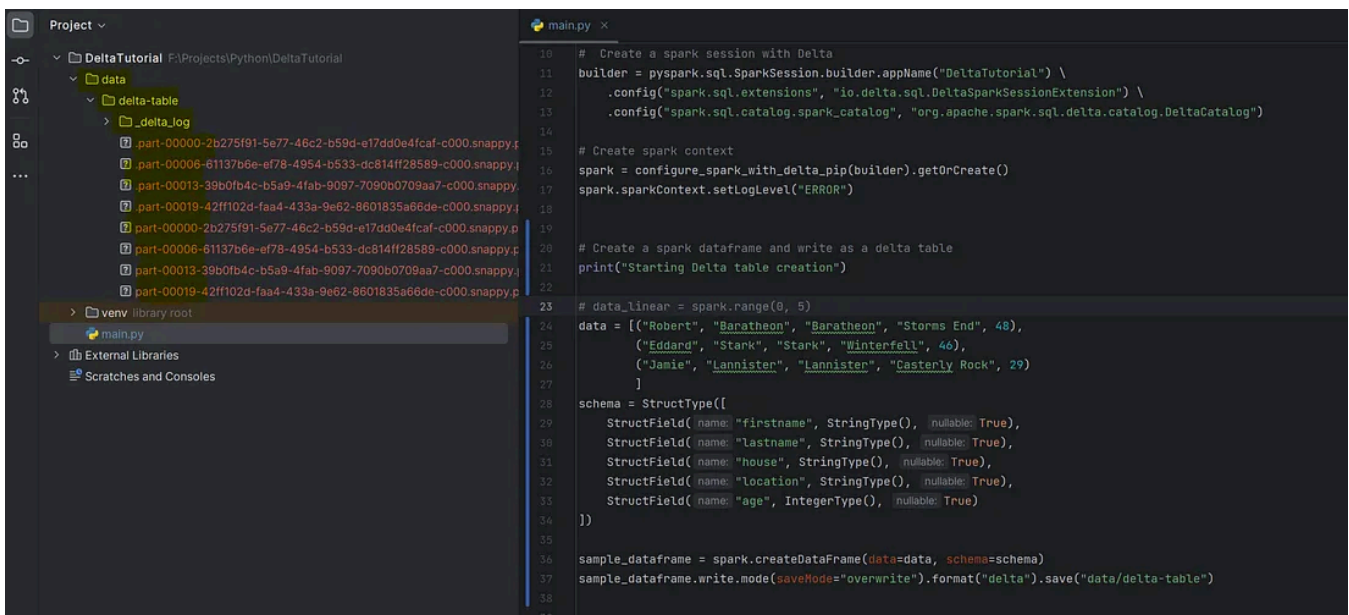 Project
DeltaTutorial F:\Projects\Python\DeltaTutorial
data
delta-table
_delta_log
.part-00000-2b275f91-5e77-46c2-b59d-e17dd0e4fcaf-c000.snappy.p
.part-00006-61137b6e-ef78-4954-b533-dc814ff28589-c000.snappy.p
.part-00013-39b0fb4c-b5a9-4fab-9097-7090b0709aa7-c000.snappy.
.part-00019-42ff102d-faa4-433a-9e62-8601835a66de-c000.snappy.p
part-00000-2b275f91-5e77-46c2-b59d-e17dd0e4fcaf-c000.snappy.p
part-00006-61137b6e-ef78-4954-b533-dc814ff28589-c000.snappy.p
part-00013-39b0fb4c-b5a9-4fab-9097-7090b0709aa7-c000.snappy.p
part-00019-42ff102d-faa4-433a-9e62-8601835a66de-c000.snappy.p
venv library root
main.py
External Libraries
Scratches and Consoles
main.py
10 # Create a spark session with Delta
11 builder = pyspark.sql.SparkSession.builder.appName("DeltaTutorial") \
12 .config("spark.sql.extensions", "io.delta.sql.DeltaSparkSessionExtension") \
13 .config("spark.sql.catalog.spark_catalog", "org.apache.spark.sql.delta.catalog.DeltaCatalog")
14
15 # Create spark context
16 spark = configure_spark_with_delta_pip(builder).getOrCreate()
17 spark.sparkContext.setLogLevel("ERROR")
18
19
20 # Create a spark dataframe and write as a delta table
21 print("Starting Delta table creation")
22
23 # data_linear = spark.range(0, 5)
24 data = [("Robert", "Baratheon", "Baratheon", "Storms End", 48),
25 ("Eddard", "Stark", "Stark", "Winterfell", 46),
26 ("Jamie", "Lannister", "Lannister", "Casterly Rock", 29)
27 ]
28 schema = StructType([
29 StructField( name: "firstname", StringType(), nullable: True),
30 StructField( name: "lastname", StringType(), nullable: True),
31 StructField( name: "house", StringType(), nullable: True),
32 StructField( name: "location", StringType(), nullable: True),
33 StructField( name: "age", IntegerType(), nullable: True)
34 ])
35
36 sample_dataframe = spark.createDataFrame(data=data, schema=schema)
37 sample_dataframe.write.mode(saveMode="overwrite").format("delta").save("data/delta-table")
38